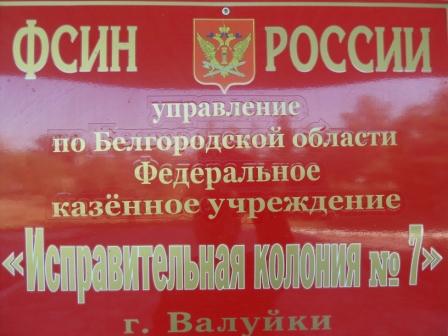 ФСИН РОССИИ
управление
по Белгородской области
Федеральное
казённое учреждение
«Исправительная колония № 7»
г. Валуйки